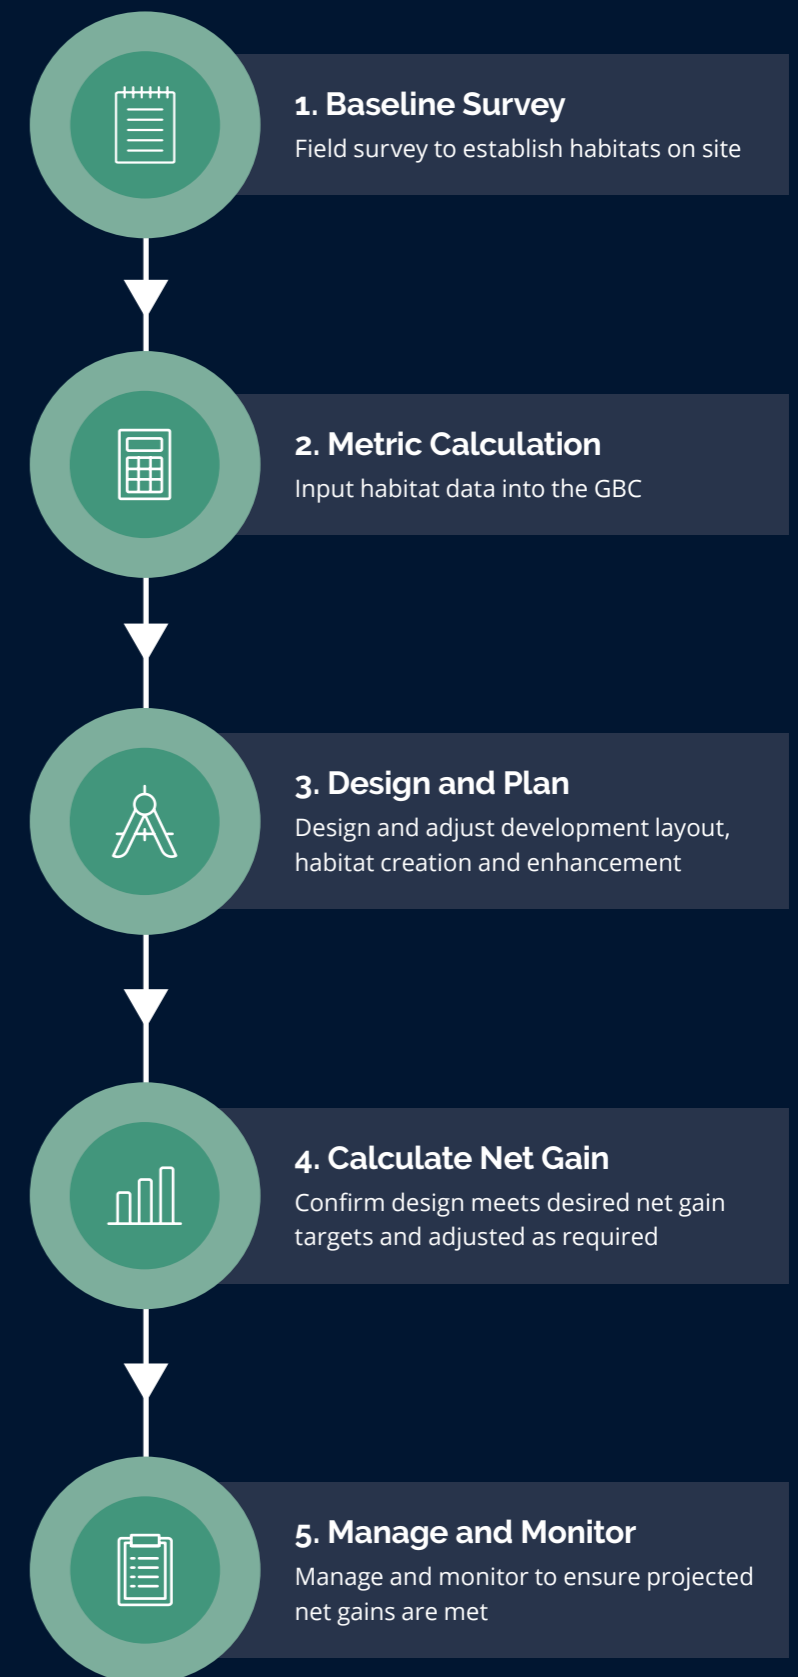 1. Baseline Survey
Field survey to establish habitats on site
2. Metric Calculation
Input habitat data into the GBC
3. Design and Plan
Design and adjust development layout,
habitat creation and enhancement
4. Calculate Net Gain
Confirm design meets desired net gain
targets and adjusted as required
5. Manage and Monitor
Manage and monitor to ensure projected
net gains are met